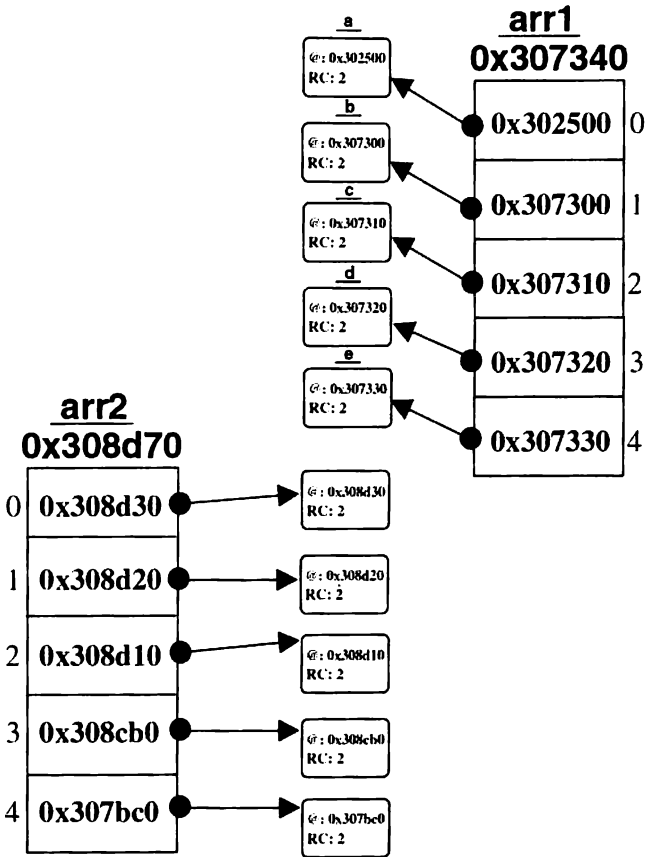 arr1
0x307340
a
@: 0x302500
RC: 2
0x302500 0
b
@: 0x307300
RC: 2
0x307300 1
c
@: 0x307310
RC: 2
0x307310 2
d
@: 0x307320
RC: 2
0x307320 3
e
@: 0x307330
RC: 2
0x307330 4
arr2
0x308d70
0 0x308d30
@: 0x308d30
RC: 2
1 0x308d20
@: 0x308d20
RC: 2
2 0x308d10
@: 0x308d10
RC: 2
3 0x308cb0
@: 0x308cb0
RC: 2
4 0x307bc0
@: 0x307bc0
RC: 2